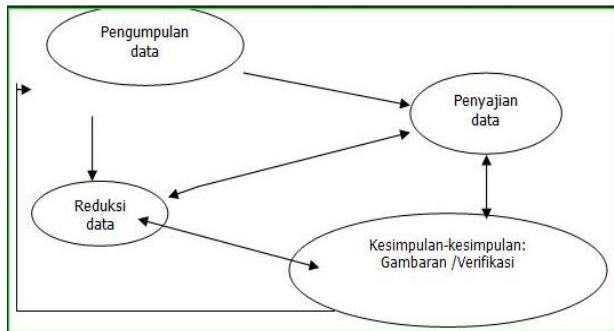 Pengumpulan
data
Penyajian
data
Reduksi
data
Kesimpulan-kesimpulan:
Gambaran /Verifikasi